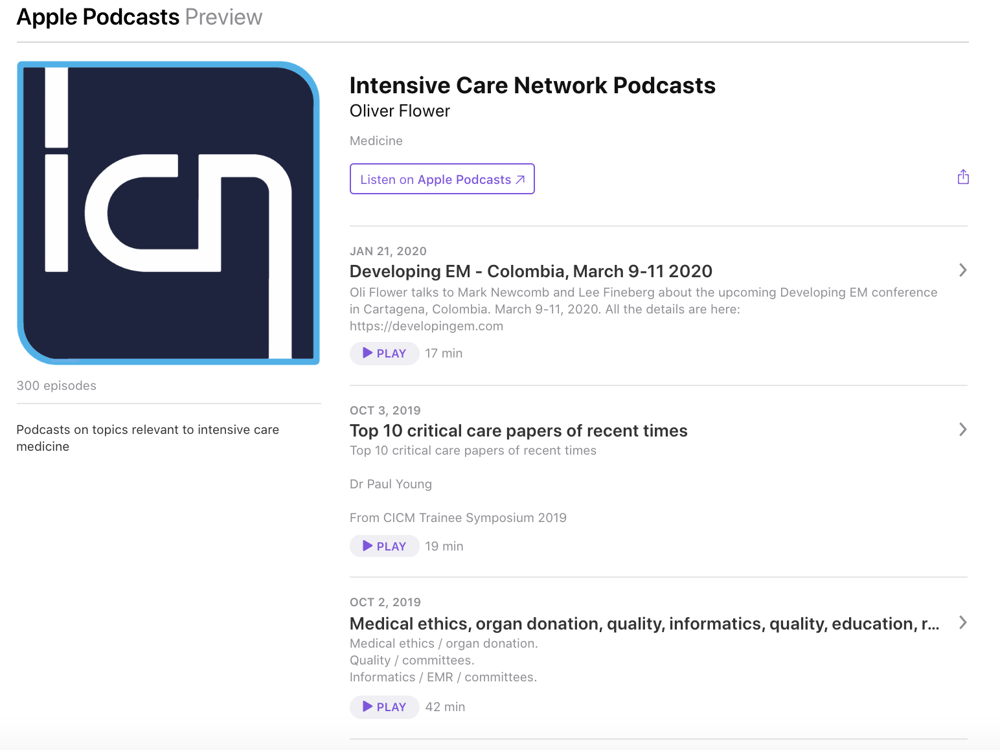 Apple Podcasts Preview
icn
300 episodes
Podcasts on topics relevant to intensive care
medicine
Intensive Care Network Podcasts
Oliver Flower
Medicine
Listen on Apple Podcasts ↗
JAN 21, 2020
Developing EM - Colombia, March 9-11 2020
Oli Flower talks to Mark Newcomb and Lee Fineberg about the upcoming Developing EM conference
in Cartagena, Colombia. March 9-11, 2020. All the details are here:
https://developingem.com
PLAY 17 min
OCT 3, 2019
Top 10 critical care papers of recent times
Top 10 critical care papers of recent times
Dr Paul Young
From CICM Trainee Symposium 2019
PLAY 19 min
OCT 2, 2019
Medical ethics, organ donation, quality, informatics, quality, education, r...
Medical ethics / organ donation.
Quality / committees.
Informatics / EMR / committees.
PLAY 42 min